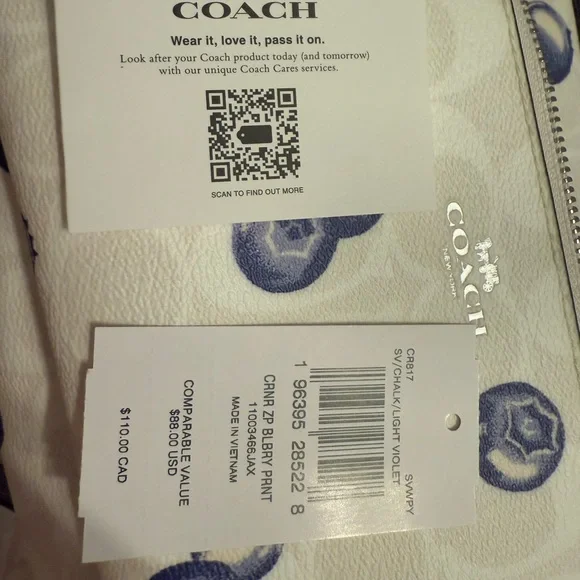 COACH
Wear it, love it, pass it on.
Look after your Coach product today (and tomorrow)
with our unique Coach Cares services.
SCAN TO FIND OUT MORE
COACH
NEW YORK
CR817
SVWPY
SV/CHALK/LIGHT VIOLET
1 96395 28522 8
CRNR ZP BLBRY PRNT
11003466JAX
MADE IN VIETNAM
COMPARABLE VALUE
$88.00 USD
$110.00 CAD